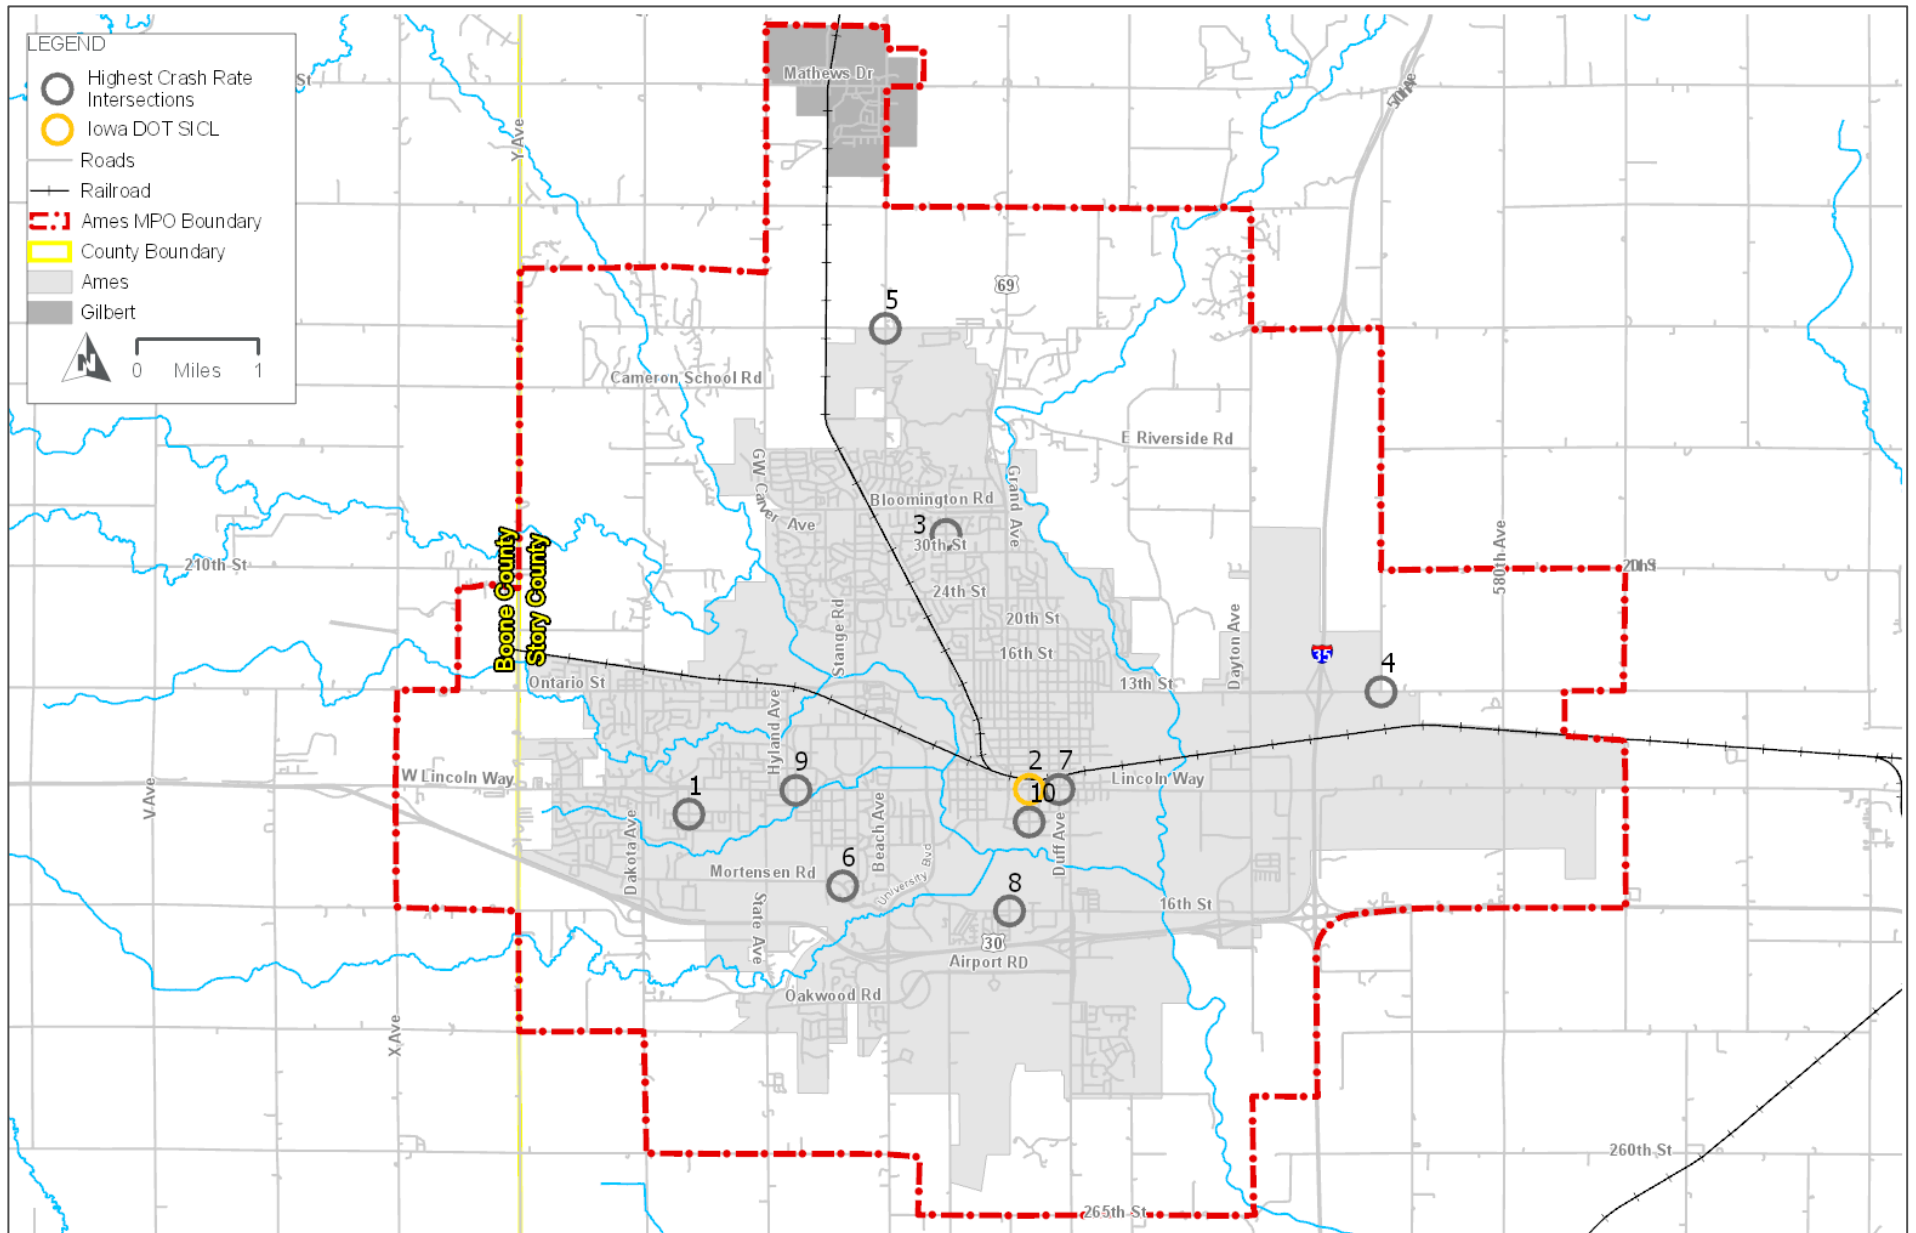 LEGEND
Highest Crash Rate
Intersections
Iowa DOT SICL
Roads
Railroad
Ames MPO Boundary
County Boundary
Ames
Gilbert
N
0 Miles 1
St
Y Ave
Mathews Dr
69
5
Cameron School Rd
E Riverside Rd
GW Carver Ave
Bloomington Rd
Grand Ave
3
30th St
580th Ave
210th St
Boone County
Story County
24th St
20th St
Stange Rd
16th St
Dayton Ave
35
4
Ontario St
13th St
Hyland Ave
W Lincoln Way
9
2
7
Lincoln Way
1
10
V Ave
Dakota Ave
Beach Ave
Duff Ave
Mortensen Rd
6
University Blvd
8
16th St
State Ave
30
Airport RD
Oakwood Rd
X Ave
260th St
265th St